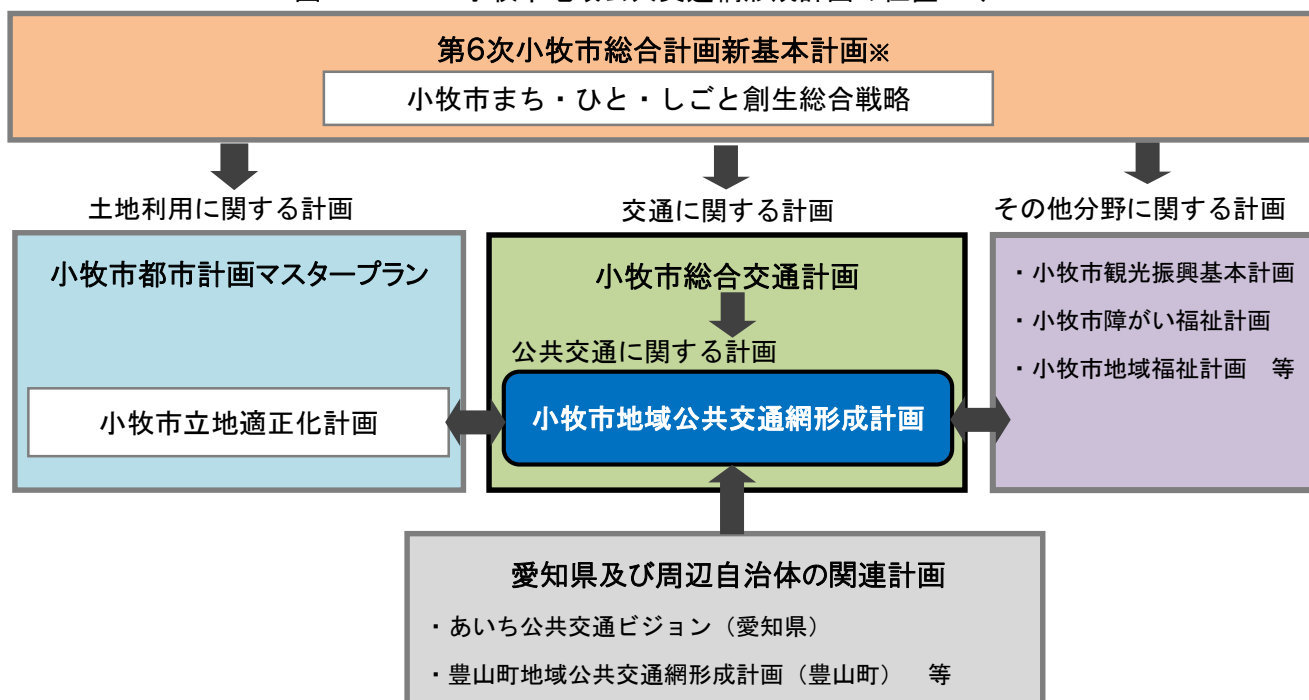 第6次小牧市総合計画新基本計画※
小牧市まち・ひと・しごと創生総合戦略
土地利用に関する計画
交通に関する計画
その他分野に関する計画
小牧市都市計画マスタープラン
小牧市立地適正化計画
小牧市総合交通計画
公共交通に関する計画
小牧市地域公共交通網形成計画
・小牧市観光振興基本計画
・小牧市障がい福祉計画
・小牧市地域福祉計画　等
愛知県及び周辺自治体の関連計画
・あいち公共交通ビジョン（愛知県）
・豊山町地域公共交通網形成計画（豊山町）　等